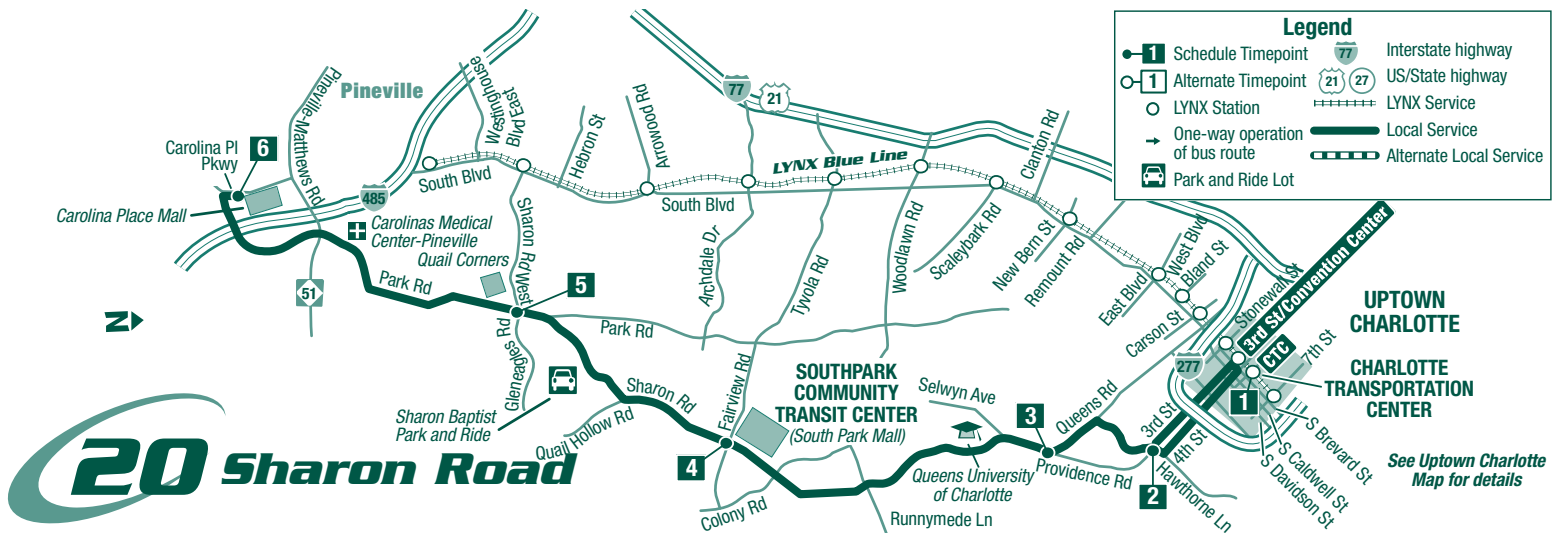 Legend
1 Schedule Timepoint
1 Alternate Timepoint
LYNX Station
One-way operation
of bus route
Park and Ride Lot
77 Interstate highway
21 27 US/State highway
LYNX Service
Local Service
Alternate Local Service
Pineville
Pineville-Matthews Rd
Carolina Pl
Pkwy
6
Carolina Place Mall
485
51
Carolinas Medical
Center-Pineville
Quail Corners
Westinghouse
Blvd East
South Blvd
Hebron St
Arrowood Rd
77
21
LYNX Blue Line
South Blvd
Clanton Rd
Sharon Rd West
Archdale Dr
Tyvola Rd
Woodlawn Rd
Scaleybark Rd
New Bern St
Remount Rd
West Blvd
Bland St
East Blvd
Carson St
Stonewall St
3rd St/Convention Center
CTC
7th St
277
UPTOWN
CHARLOTTE
CHARLOTTE
TRANSPORTATION
CENTER
1
S Brevard St
S Caldwell St
S Davidson St
See Uptown Charlotte
Map for details
N
Park Rd
5
Park Rd
Gleneagles Rd
Sharon Baptist
Park and Ride
Quail Hollow Rd
Sharon Rd
Fairview Rd
4
SOUTHPARK
COMMUNITY
TRANSIT CENTER
(South Park Mall)
Colony Rd
Runnymede Ln
Selwyn Ave
Queens University
of Charlotte
3
Queens Rd
Providence Rd
3rd St
4th St
2
Hawthorne Ln
20 Sharon Road